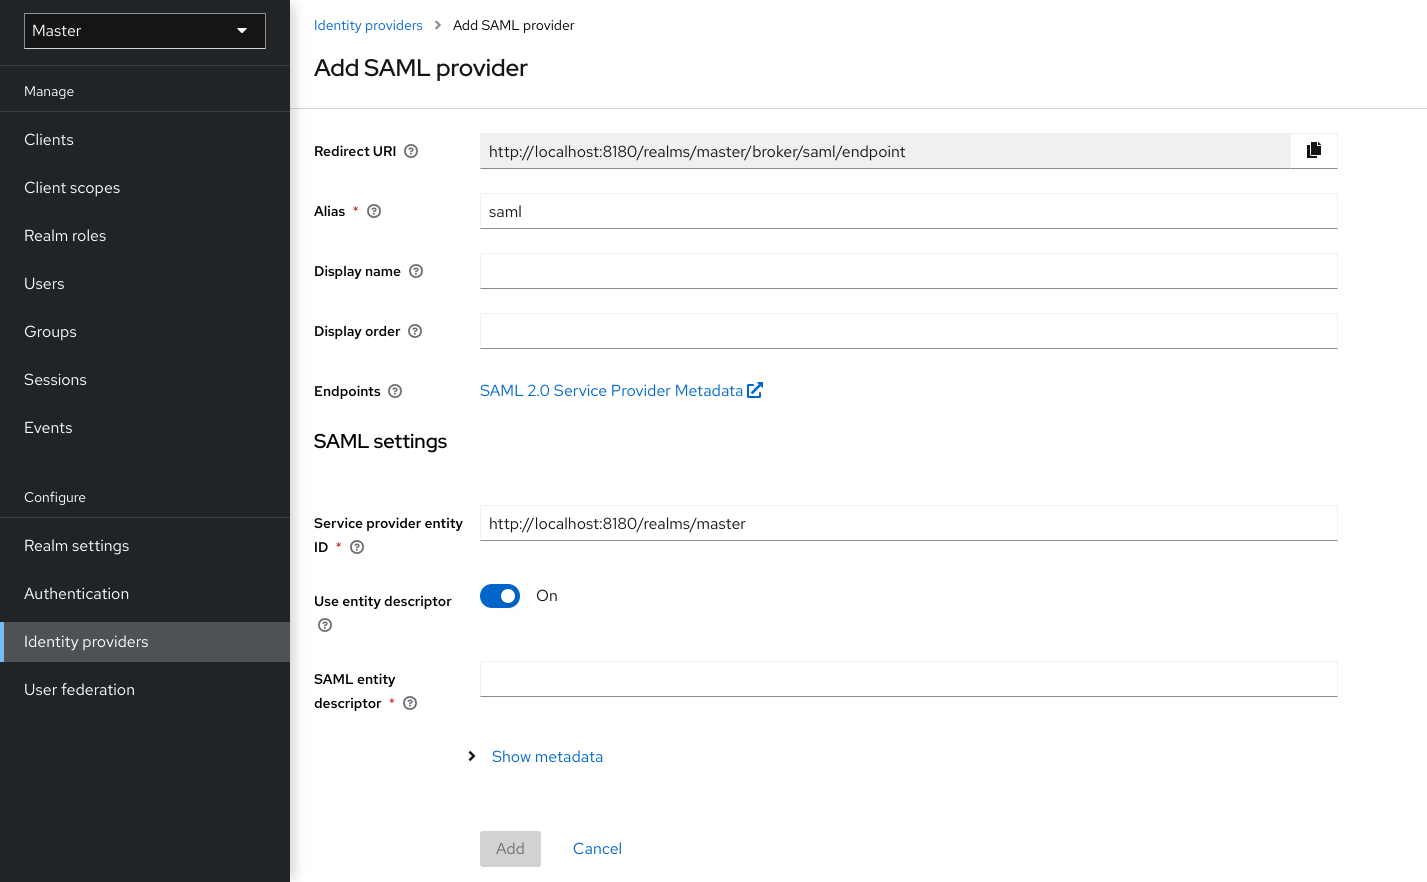 Master
Manage
Clients
Client scopes
Realm roles
Users
Groups
Sessions
Events
Configure
Realm settings
Authentication
Identity providers
User federation
Identity providers > Add SAML provider
Add SAML provider
Redirect URI
http://localhost:8180/realms/master/broker/saml/endpoint
Alias *
saml
Display name
Display order
Endpoints
SAML 2.0 Service Provider Metadata
SAML settings
Service provider entity
ID *
http://localhost:8180/realms/master
Use entity descriptor
On
SAML entity
descriptor *
Show metadata
Add
Cancel